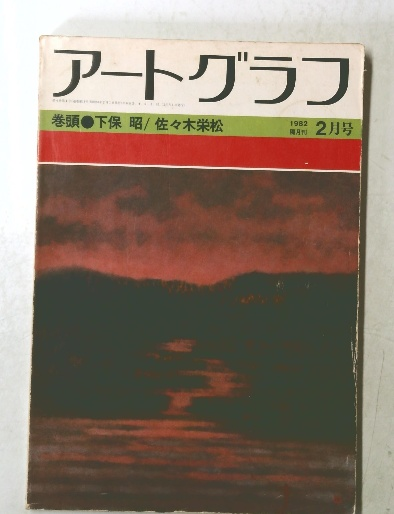 アートグラフ
巻頭●下保 昭/佐々木栄松
1982
隔月刊
2月号